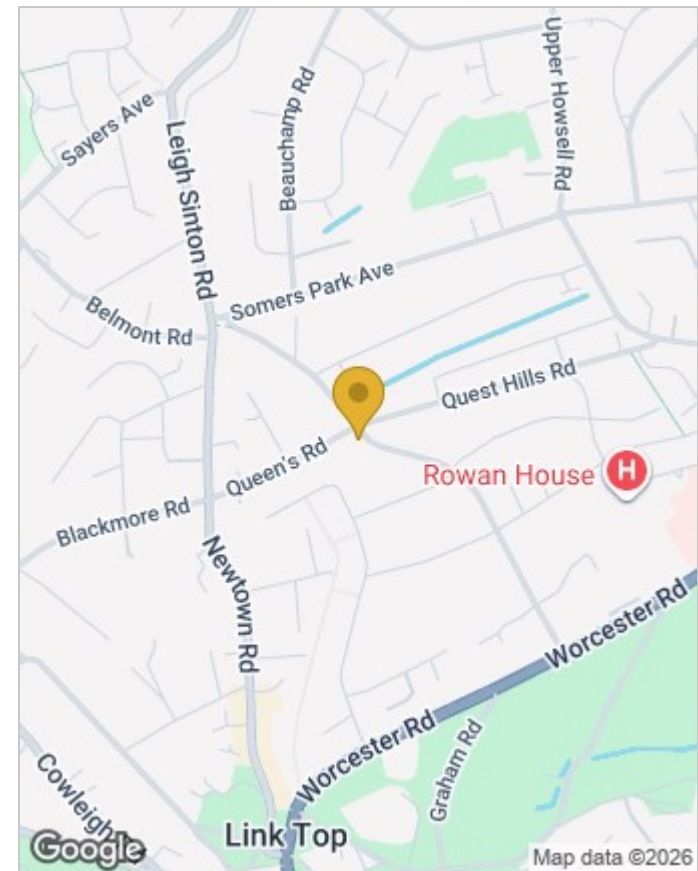 Upper Howsell Rd
Sayers Ave
Beauchamp Rd
Leigh Sinton Rd
Somers Park Ave
Belmont Rd
Quest Hills Rd
Queen's Rd
Rowan House
H
Blackmore Rd
Newtown Rd
Worcester Rd
Worcester Rd
Graham Rd
Cowleigh
Link Top
Google
Map data ©2026